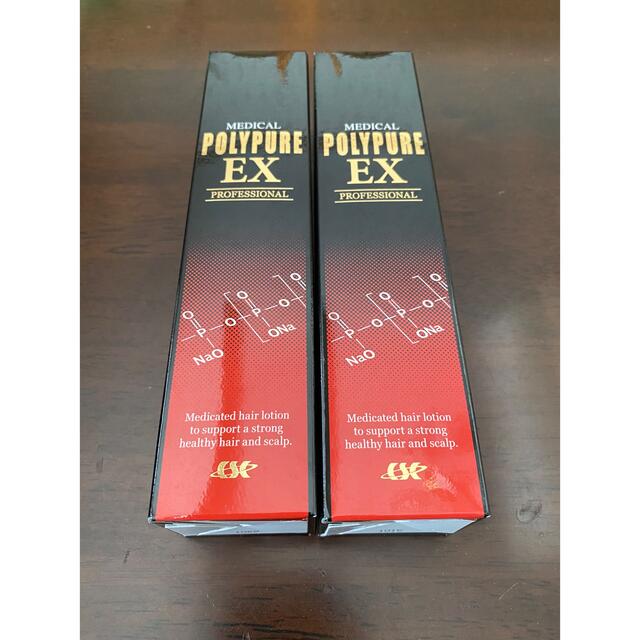 MEDICAL
POLYPURE
EX
PROFESSIONAL
O
O
P
O
P
O
NaO
ONa
Medicated hair lotion
to support a strong
healthy hair and scalp.
MEDICAL
POLYPURE
EX
PROFESSIONAL
O
O
P
O
P
O
NaO
ONa
Medicated hair lotion
to support a strong
healthy hair and scalp.